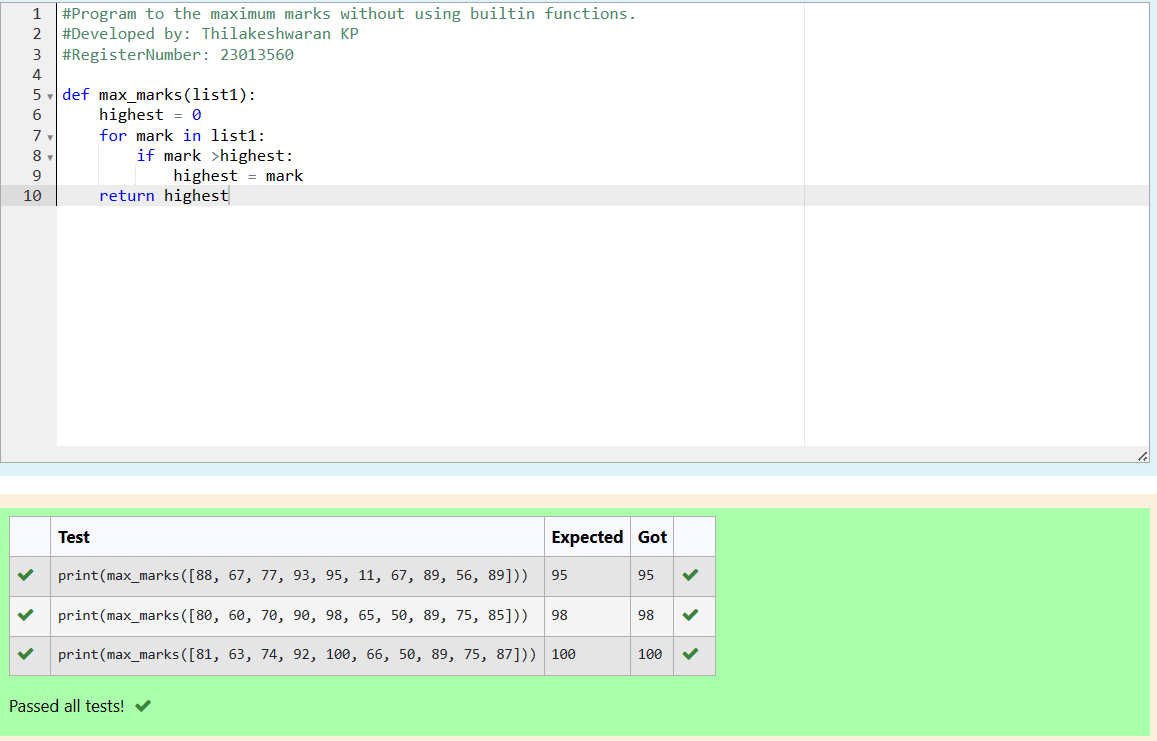 1 #Program to the maximum marks without using builtin functions.
2 #Developed by: Thilakeshwaran KP
3 #RegisterNumber: 23013560
4
5 def max_marks(list1):
6     highest = 0
7     for mark in list1:
8         if mark >highest:
9             highest = mark
10     return highest
Test Expected Got
print(max_marks([88, 67, 77, 93, 95, 11, 67, 89, 56, 89])) 95 95
print(max_marks([80, 60, 70, 90, 98, 65, 50, 89, 75, 85])) 98 98
print(max_marks([81, 63, 74, 92, 100, 66, 50, 89, 75, 87])) 100 100
Passed all tests!